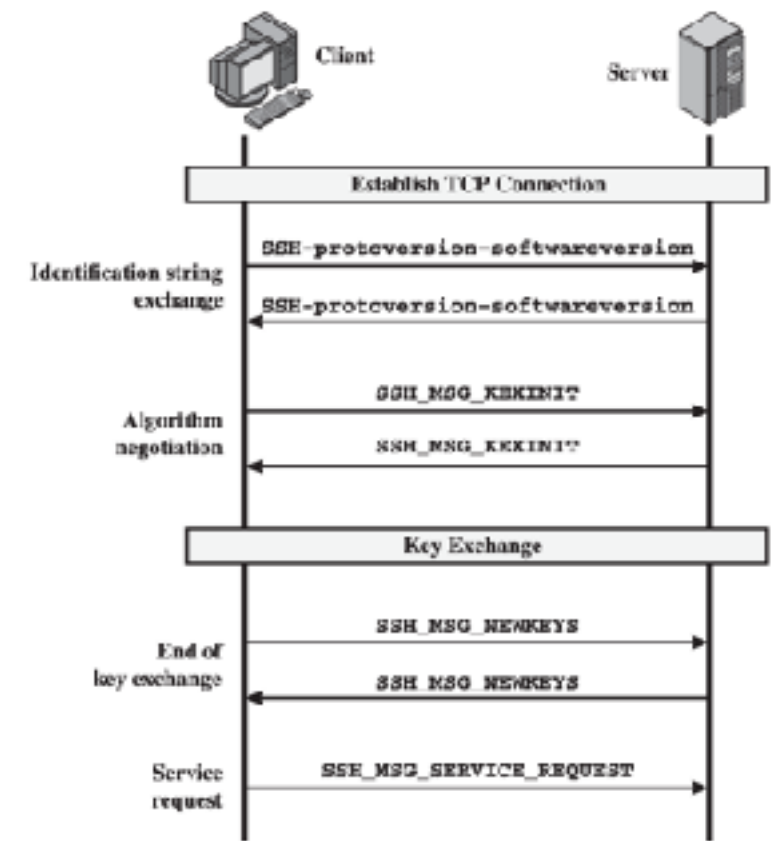 Client
Server
Establish TCP Connection
SSH-protoversion-softwareversion
Identification string
exchange
SSH-protoversion-softwareversion
SSH_MSG_KEXINIT
Algorithm
negotiation
SSH_MSG_KEXINIT
Key Exchange
SSH_MSG_NEWKEYS
End of
key exchange
SSH_MSG_NEWKEYS
Service
request
SSH_MSG_SERVICE_REQUEST